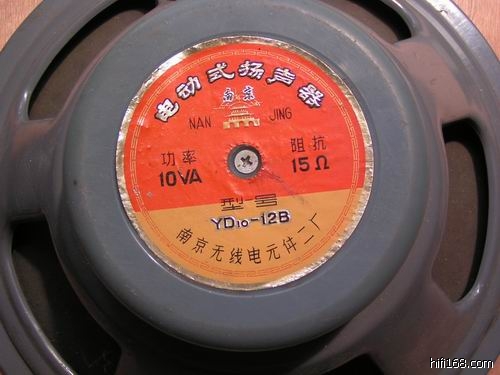 电动式扬声器
南京
NAN JING
功率 阻抗
10VA 15Ω
型号
YD10-12B
南京无线电元件二厂
hifi168.com